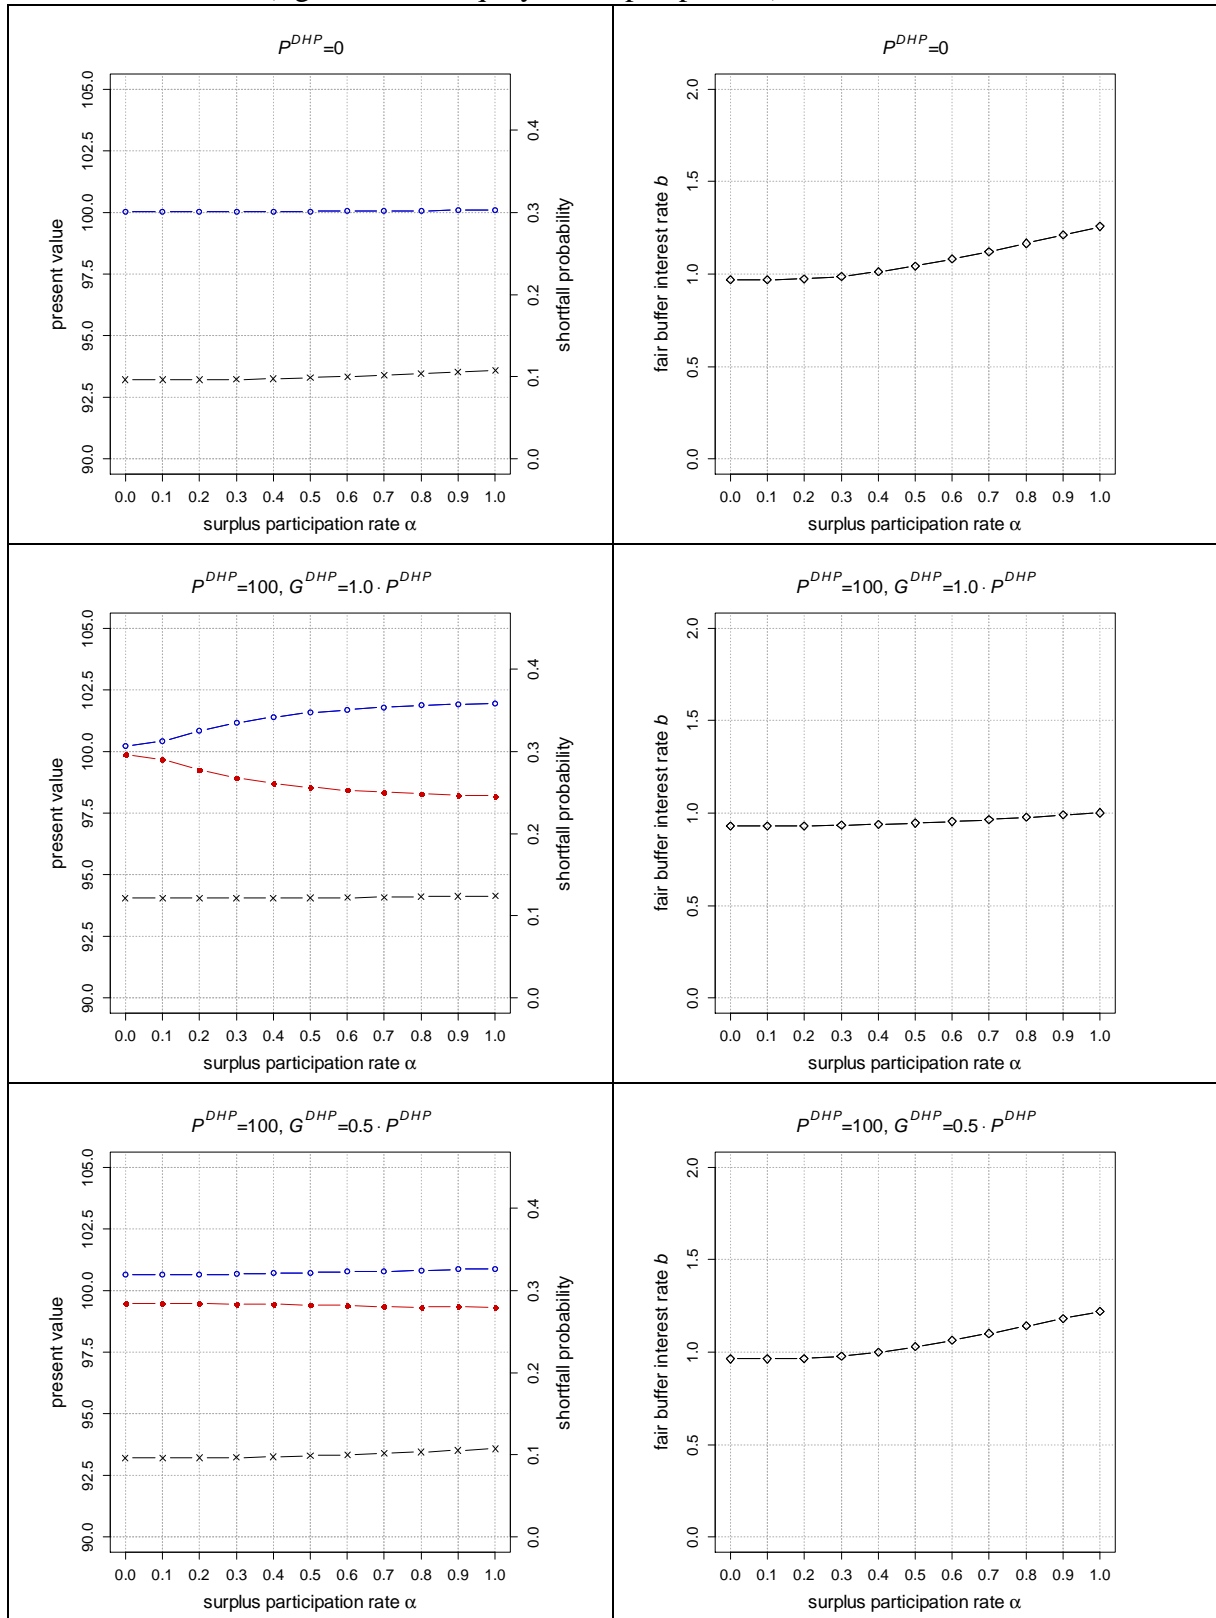 P^DHP=0
105.0
102.5
100.0
97.5
95.0
92.5
90.0
present value
0.4
0.3
0.2
0.1
0.0
shortfall probability
0.0 0.1 0.2 0.3 0.4 0.5 0.6 0.7 0.8 0.9 1.0
surplus participation rate α
P^DHP=0
2.0
1.5
1.0
0.5
0.0
fair buffer interest rate b
0.0 0.1 0.2 0.3 0.4 0.5 0.6 0.7 0.8 0.9 1.0
surplus participation rate α
P^DHP=100, G^DHP=1.0 · P^DHP
105.0
102.5
100.0
97.5
95.0
92.5
90.0
present value
0.4
0.3
0.2
0.1
0.0
shortfall probability
0.0 0.1 0.2 0.3 0.4 0.5 0.6 0.7 0.8 0.9 1.0
surplus participation rate α
P^DHP=100, G^DHP=1.0 · P^DHP
2.0
1.5
1.0
0.5
0.0
fair buffer interest rate b
0.0 0.1 0.2 0.3 0.4 0.5 0.6 0.7 0.8 0.9 1.0
surplus participation rate α
P^DHP=100, G^DHP=0.5 · P^DHP
105.0
102.5
100.0
97.5
95.0
92.5
90.0
present value
0.4
0.3
0.2
0.1
0.0
shortfall probability
0.0 0.1 0.2 0.3 0.4 0.5 0.6 0.7 0.8 0.9 1.0
surplus participation rate α
P^DHP=100, G^DHP=0.5 · P^DHP
2.0
1.5
1.0
0.5
0.0
fair buffer interest rate b
0.0 0.1 0.2 0.3 0.4 0.5 0.6 0.7 0.8 0.9 1.0
surplus participation rate α